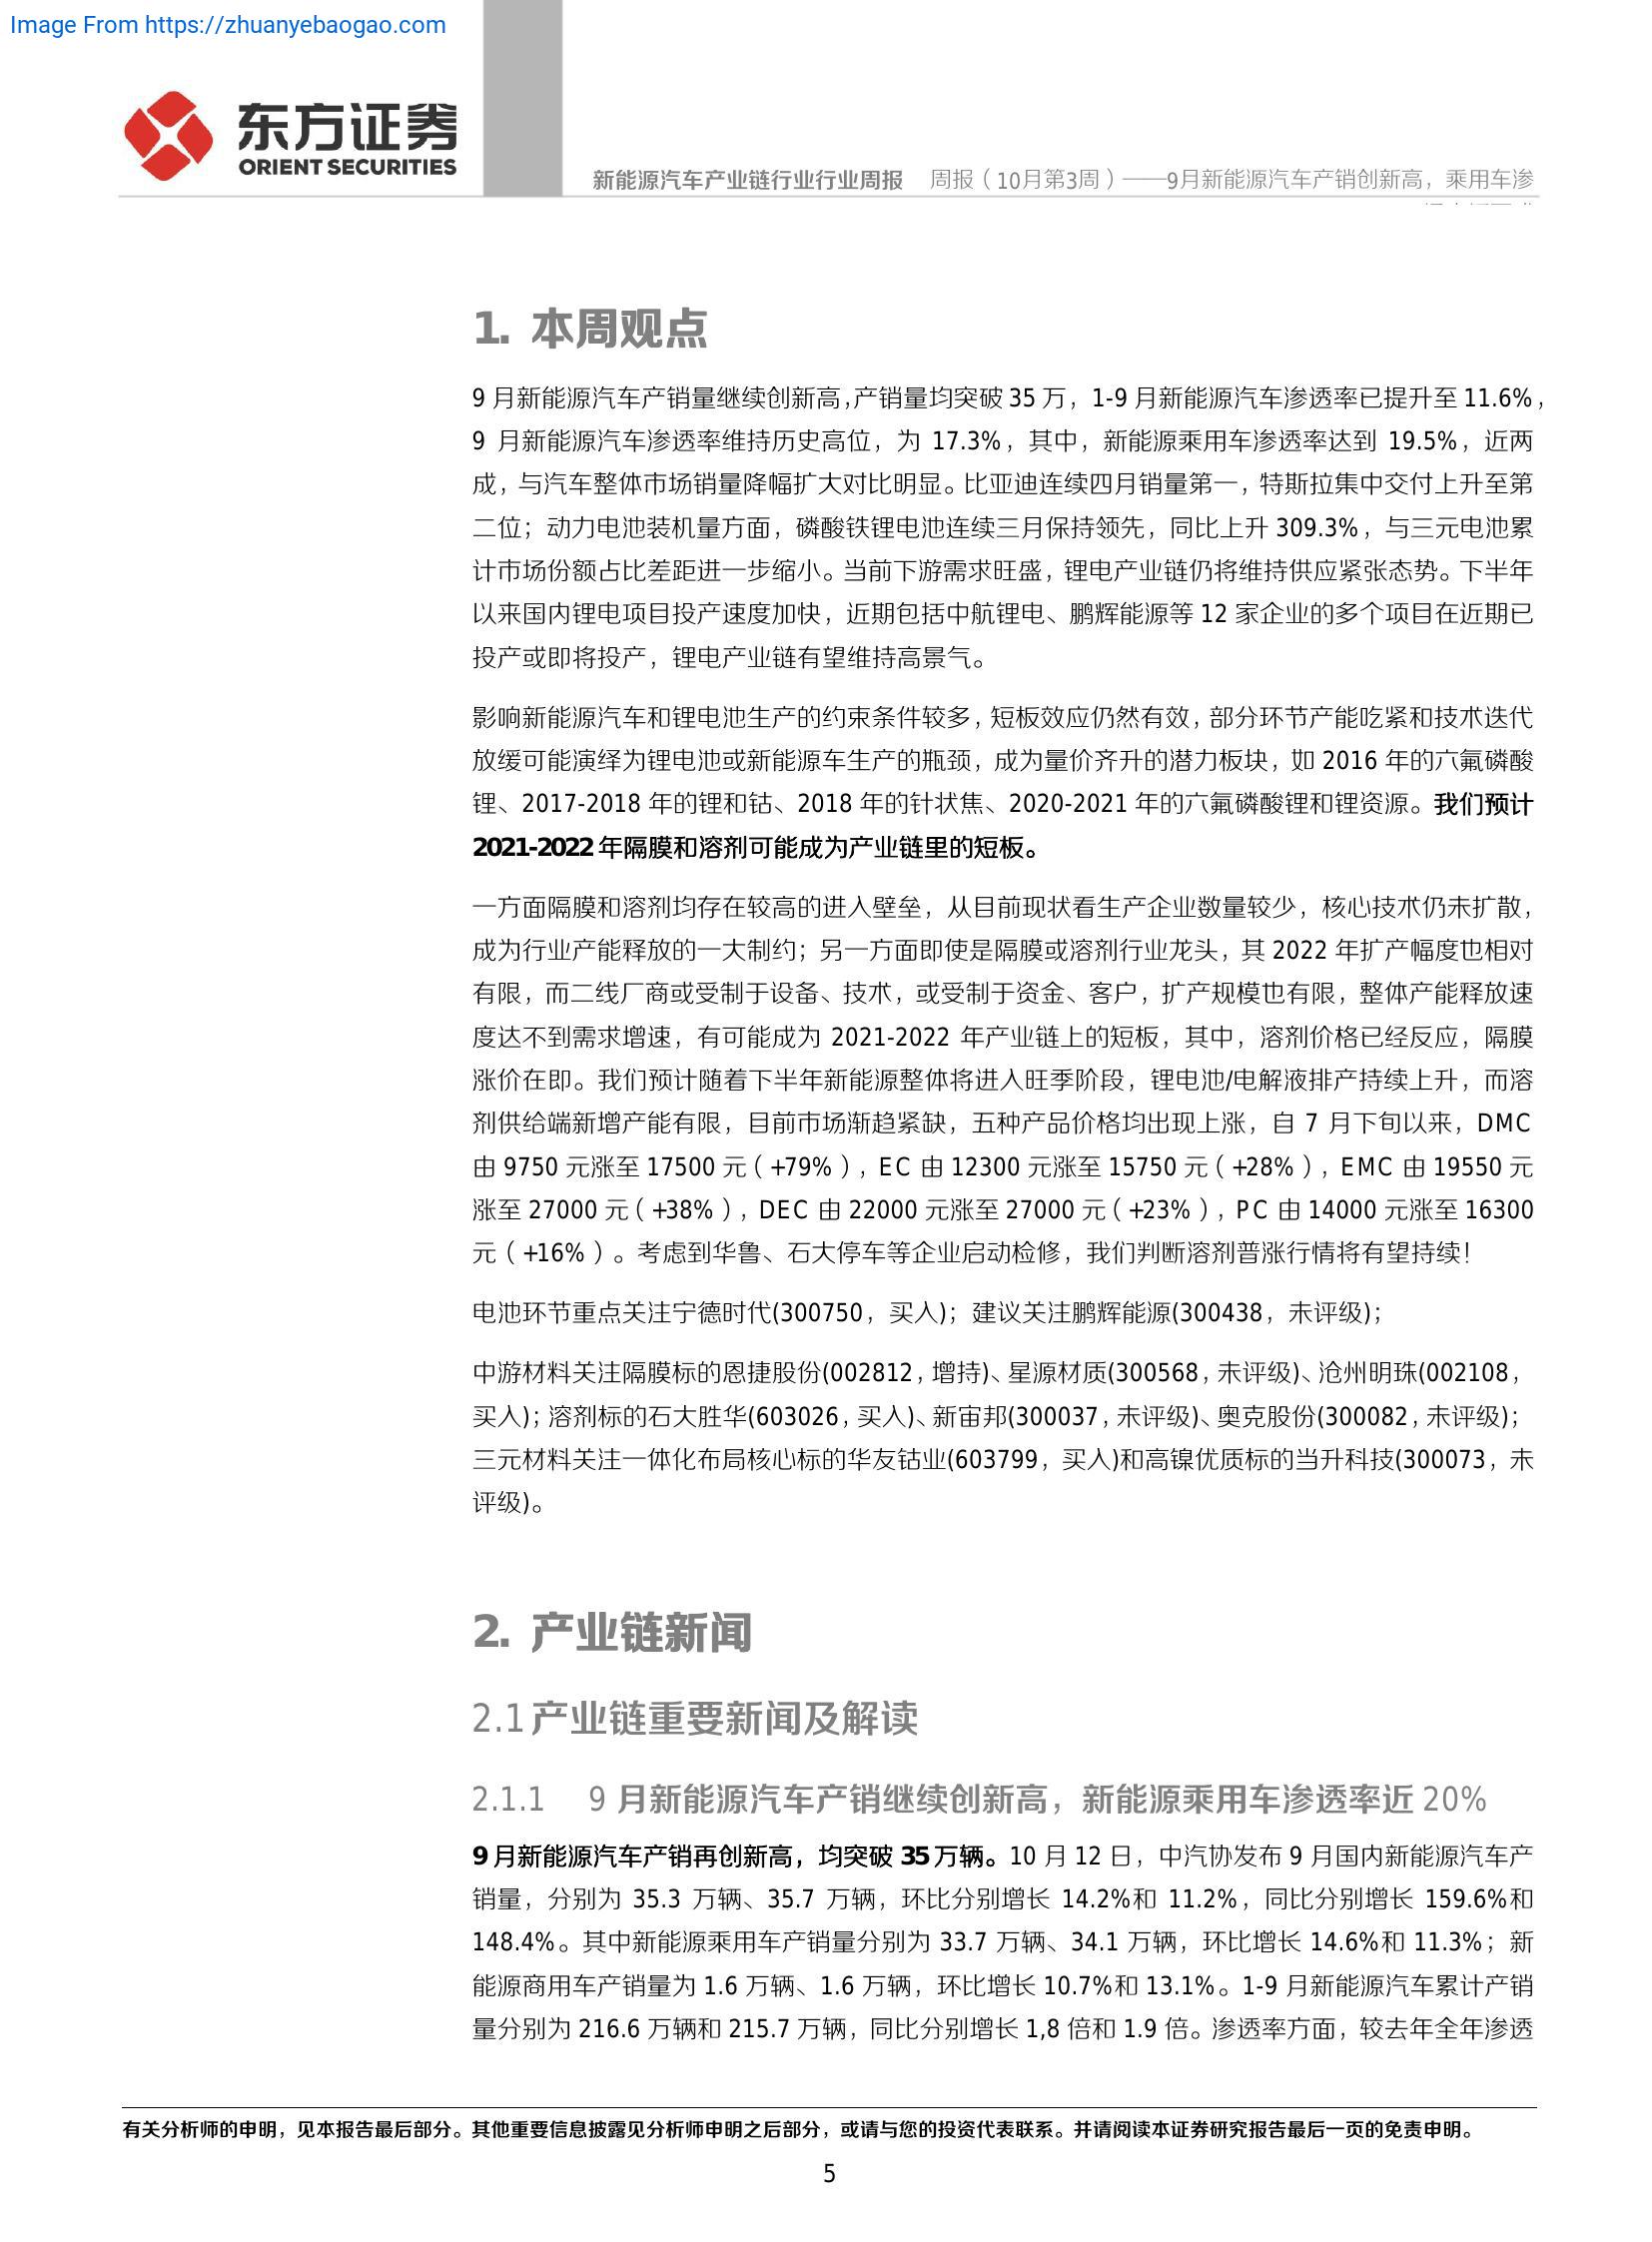 Image From https://zhuanyebaogao.com
东方证券
ORIENT SECURITIES
新能源汽车产业链行业行业周报 周报（10月第3周）——9月新能源汽车产销创新高，乘用车渗
1. 本周观点
9 月新能源汽车产销量继续创新高,产销量均突破 35 万，1-9 月新能源汽车渗透率已提升至 11.6%，
9 月新能源汽车渗透率维持历史高位，为 17.3%，其中，新能源乘用车渗透率达到 19.5%，近两
成，与汽车整体市场销量降幅扩大对比明显。比亚迪连续四月销量第一，特斯拉集中交付上升至第
二位；动力电池装机量方面，磷酸铁锂电池连续三月保持领先，同比上升 309.3%，与三元电池累
计市场份额占比差距进一步缩小。当前下游需求旺盛，锂电产业链仍将维持供应紧张态势。下半年
以来国内锂电项目投产速度加快，近期包括中航锂电、鹏辉能源等 12 家企业的多个项目在近期已
投产或即将投产，锂电产业链有望维持高景气。
影响新能源汽车和锂电池生产的约束条件较多，短板效应仍然有效，部分环节产能吃紧和技术迭代
放缓可能演绎为锂电池或新能源车生产的瓶颈，成为量价齐升的潜力板块，如 2016 年的六氟磷酸
锂、2017-2018 年的锂和钴、2018 年的针状焦、2020-2021 年的六氟磷酸锂和锂资源。我们预计
2021-2022 年隔膜和溶剂可能成为产业链里的短板。
一方面隔膜和溶剂均存在较高的进入壁垒，从目前现状看生产企业数量较少，核心技术仍未扩散，
成为行业产能释放的一大制约；另一方面即使是隔膜或溶剂行业龙头，其 2022 年扩产幅度也相对
有限，而二线厂商或受制于设备、技术，或受制于资金、客户，扩产规模也有限，整体产能释放速
度达不到需求增速，有可能成为 2021-2022 年产业链上的短板，其中，溶剂价格已经反应，隔膜
涨价在即。我们预计随着下半年新能源整体将进入旺季阶段，锂电池/电解液排产持续上升，而溶
剂供给端新增产能有限，目前市场渐趋紧缺，五种产品价格均出现上涨，自 7 月下旬以来，DMC
由 9750 元涨至 17500 元（+79%），EC 由 12300 元涨至 15750 元（+28%），EMC 由 19550 元
涨至 27000 元（+38%），DEC 由 22000 元涨至 27000 元（+23%），PC 由 14000 元涨至 16300
元（+16%）。考虑到华鲁、石大停车等企业启动检修，我们判断溶剂普涨行情将有望持续！
电池环节重点关注宁德时代(300750，买入)；建议关注鹏辉能源(300438，未评级)；
中游材料关注隔膜标的恩捷股份(002812，增持)、星源材质(300568，未评级)、沧州明珠(002108，
买入)；溶剂标的石大胜华(603026，买入)、新宙邦(300037，未评级)、奥克股份(300082，未评级)；
三元材料关注一体化布局核心标的华友钴业(603799，买入)和高镍优质标的当升科技(300073，未
评级)。
2. 产业链新闻
2.1 产业链重要新闻及解读
2.1.1 9 月新能源汽车产销继续创新高，新能源乘用车渗透率近 20%
9 月新能源汽车产销再创新高，均突破 35 万辆。10 月 12 日，中汽协发布 9 月国内新能源汽车产
销量，分别为 35.3 万辆、35.7 万辆，环比分别增长 14.2%和 11.2%，同比分别增长 159.6%和
148.4%。其中新能源乘用车产销量分别为 33.7 万辆、34.1 万辆，环比增长 14.6%和 11.3%；新
能源商用车产销量为 1.6 万辆、1.6 万辆，环比增长 10.7%和 13.1%。1-9 月新能源汽车累计产销
量分别为 216.6 万辆和 215.7 万辆，同比分别增长 1,8 倍和 1.9 倍。渗透率方面，较去年全年渗透
有关分析师的申明，见本报告最后部分。其他重要信息披露见分析师申明之后部分，或请与您的投资代表联系。并请阅读本证券研究报告最后一页的免责申明。
5